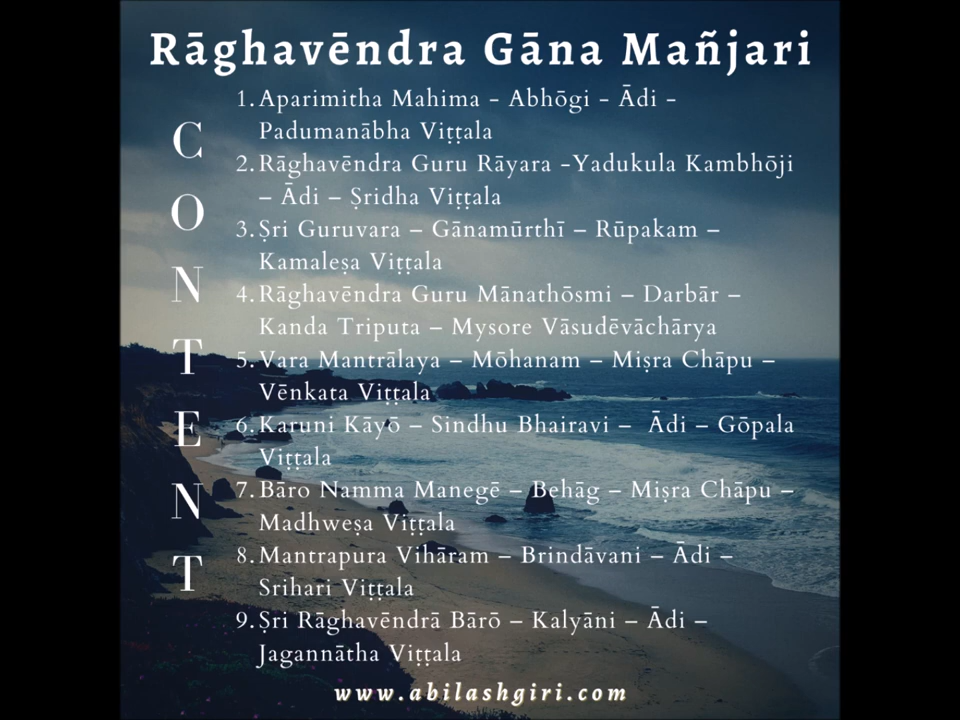 Rāghavēndra Gāna Mañjari
CONTENT
1. Aparimitha Mahima - Abhōgi - Ādi -
Padumanābha Viṭṭala
2. Rāghavēndra Guru Rāyara -Yadukula Kambhōji
– Ādi – Ṣridha Viṭṭala
3. Ṣri Guruvara – Gānamūrthī – Rūpakam –
Kamaleṣa Viṭṭala
4. Rāghavēndra Guru Mānathōsmi – Darbār –
Kanda Triputa – Mysore Vāsudēvāchārya
5. Vara Mantrālaya – Mōhanam – Miṣra Chāpu –
Vēnkata Viṭṭala
6. Karuni Kāyō – Sindhu Bhairavi – Ādi – Gōpala
Viṭṭala
7. Bāro Namma Manegē – Behāg – Miṣra Chāpu –
Madhweṣa Viṭṭala
8. Mantrapura Vihāram – Brindāvani – Ādi –
Srihari Viṭṭala
9. Ṣri Rāghavēndrā Bārō – Kalyāni – Ādi –
Jagannātha Viṭṭala
www.abilashgiri.com